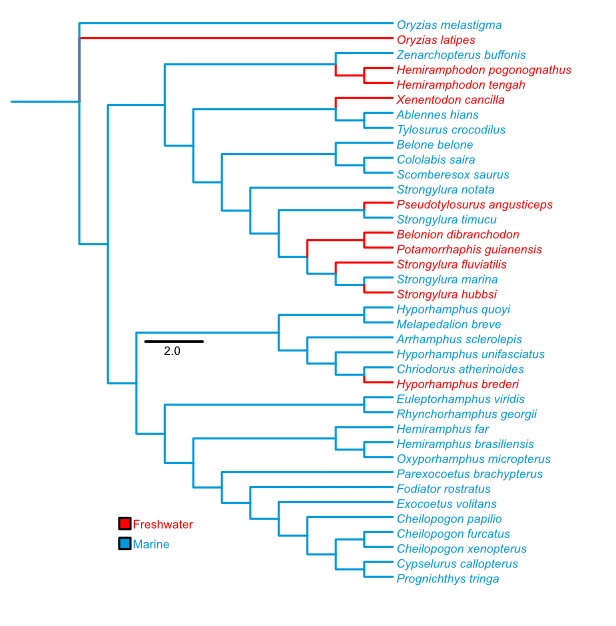 Oryzias melastigma
Oryzias latipes
Zenarchopterus buffonis
Hemiramphodon pogonognathus
Hemiramphodon tengah
Xenentodon cancilla
Ablennes hians
Tylosurus crocodilus
Belone belone
Cololabis saira
Scomberesox saurus
Strongylura notata
Pseudotylosurus angusticeps
Strongylura timucu
Belonion dibranchodon
Potamorrhaphis guianensis
Strongylura fluviatilis
Strongylura marina
Strongylura hubbsi
Hyporhamphus quoyi
Melapedalion breve
Arrhamphus sclerolepis
2.0
Hyporhamphus unifasciatus
Chriodorus atherinoides
Hyporhamphus brederi
Euleptorhamphus viridis
Rhynchorhamphus georgii
Hemiramphus far
Hemiramphus brasiliensis
Oxyporhamphus micropterus
Parexocoetus brachypterus
Fodiator rostratus
Exocoetus volitans
Cheilopogon papilio
Freshwater
Cheilopogon furcatus
Marine
Cheilopogon xenopterus
Cypselurus callopterus
Prognichthys tringa